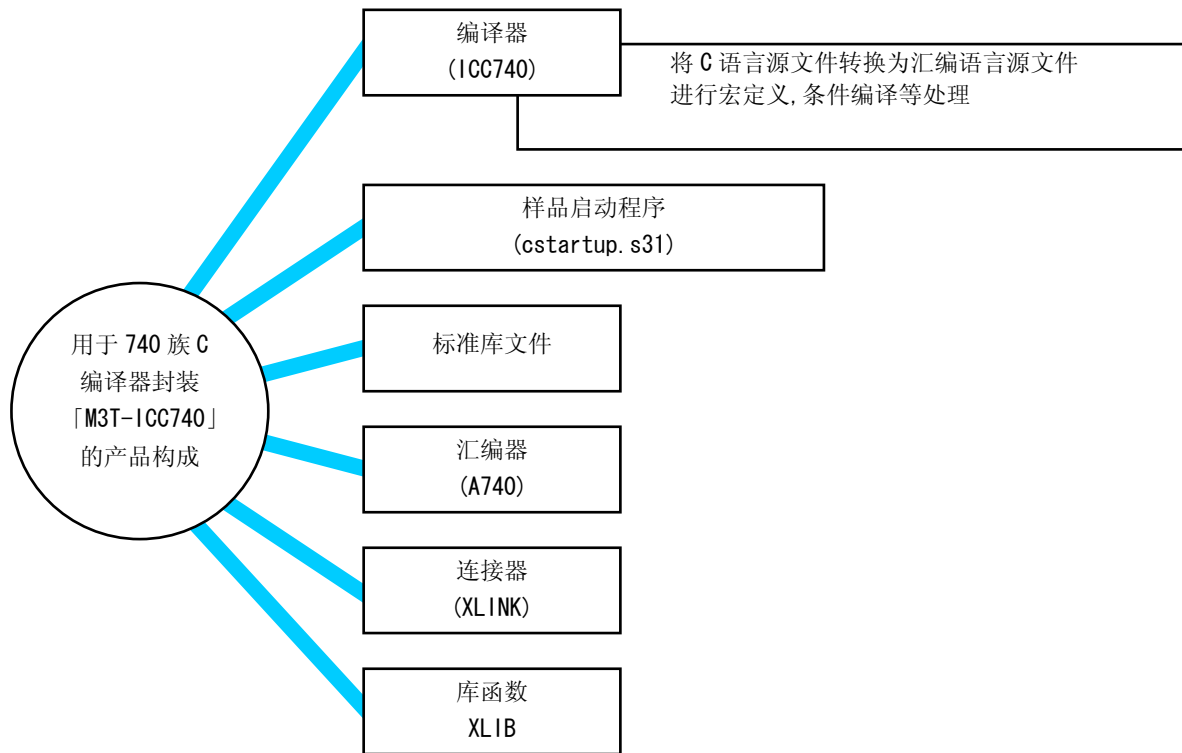 编译器
(ICC740)
将 C 语言源文件转换为汇编语言源文件
进行宏定义,条件编译等处理
样品启动程序
(cstartup.s31)
用于 740 族 C
编译器封装
「M3T-ICC740」
的产品构成
标准库文件
汇编器
(A740)
连接器
(XLINK)
库函数
XLIB